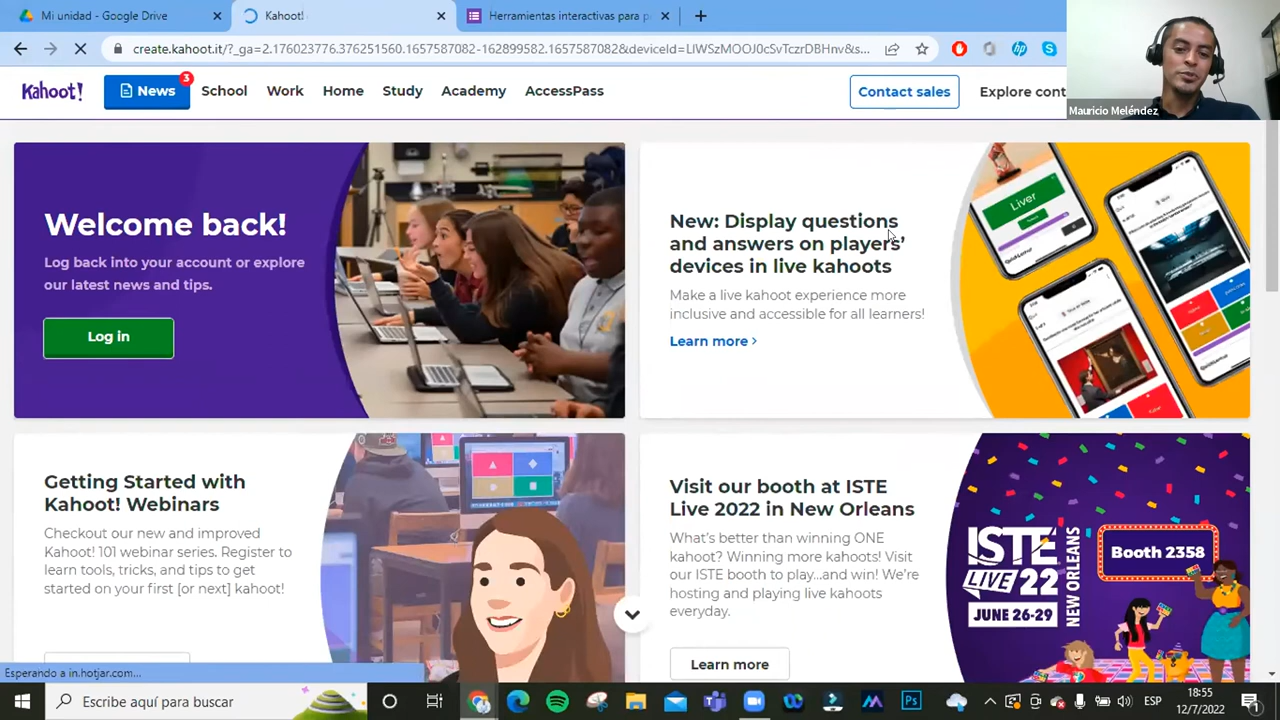 Mi unidad - Google Drive
Kahoot!
Herramientas interactivas para p
create.kahoot.it/?_ga=2.176023776.376251560.1657587082-162899582.1657587082&deviceId=LlWSzMOOJ0cSvTczrDBHnv&s...
Kahoot!
News
3
School
Work
Home
Study
Academy
AccessPass
Contact sales
Explore cont
Mauricio Meléndez
Welcome back!
Log back into your account or explore
our latest news and tips.
Log in
New: Display questions
and answers on players’
devices in live kahoots
Make a live kahoot experience more
inclusive and accessible for all learners!
Learn more
Liver
Getting Started with
Kahoot! Webinars
Checkout our new and improved
Kahoot! 101 webinar series. Register to
learn tools, tricks, and tips to get
started on your first [or next] kahoot!
Visit our booth at ISTE
Live 2022 in New Orleans
What’s better than winning ONE
kahoot? Winning more kahoots! Visit
our ISTE booth to play...and win! We’re
hosting and playing live kahoots
everyday.
Learn more
ISTE
LIVE 22
JUNE 26-29
NEW ORLEANS
Booth 2358
Esperando a in.hotjar.com...
Escribe aquí para buscar
Ps
ESP
18:55
12/7/2022
1